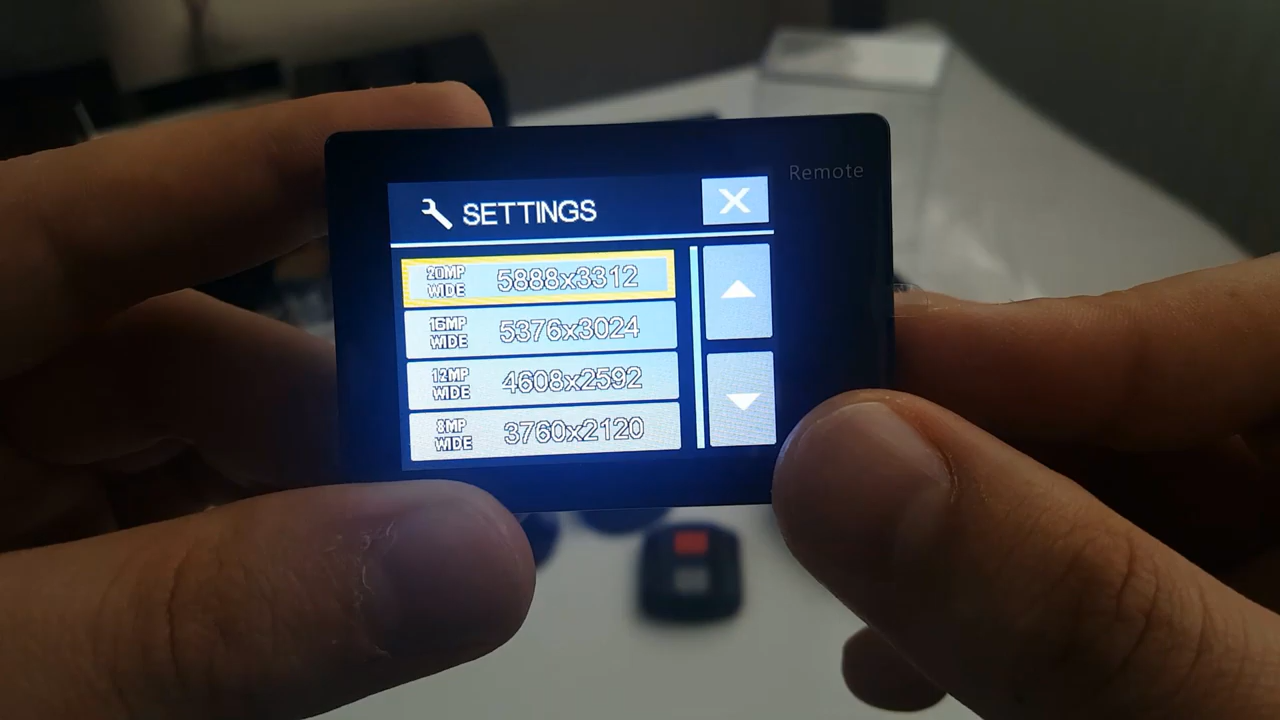 Remote
SETTINGS
20MP WIDE 5888x3312
16MP WIDE 5376x3024
12MP WIDE 4608x2592
8MP WIDE 3760x2120